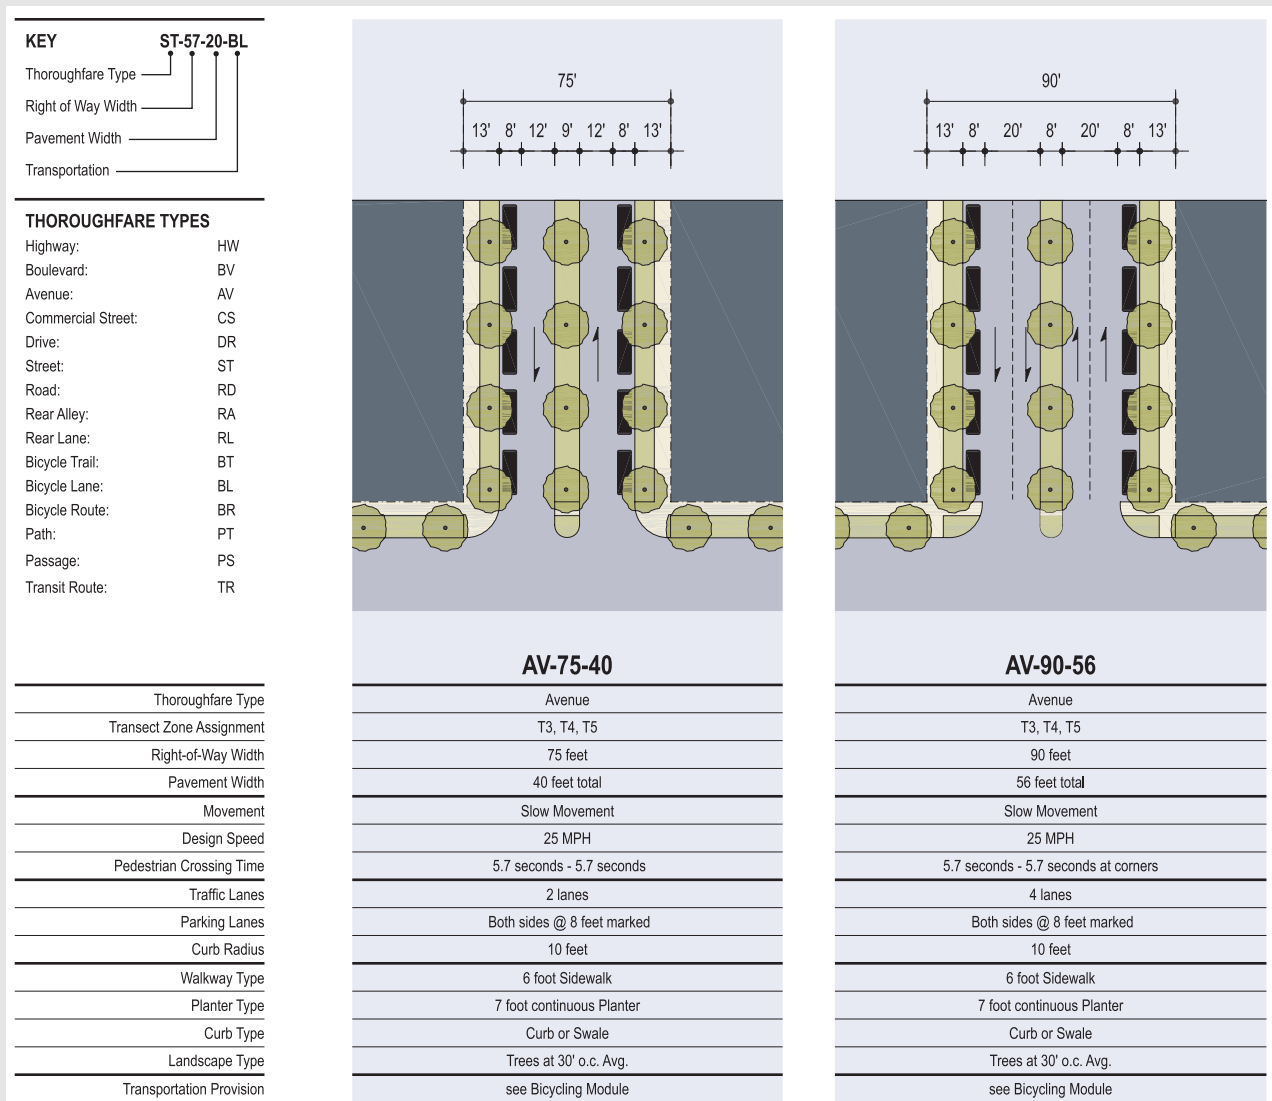 KEY ST-57-20-BL
Thoroughfare Type
Right of Way Width
Pavement Width
Transportation
THOROUGHFARE TYPES
Highway: HW
Boulevard: BV
Avenue: AV
Commercial Street: CS
Drive: DR
Street: ST
Road: RD
Rear Alley: RA
Rear Lane: RL
Bicycle Trail: BT
Bicycle Lane: BL
Bicycle Route: BR
Path: PT
Passage: PS
Transit Route: TR
75'
13' 8' 12' 9' 12' 8' 13'
90'
13' 8' 20' 8' 20' 8' 13'
AV-75-40 AV-90-56
Thoroughfare Type Avenue Avenue
Transect Zone Assignment T3, T4, T5 T3, T4, T5
Right-of-Way Width 75 feet 90 feet
Pavement Width 40 feet total 56 feet total
Movement Slow Movement Slow Movement
Design Speed 25 MPH 25 MPH
Pedestrian Crossing Time 5.7 seconds - 5.7 seconds 5.7 seconds - 5.7 seconds at corners
Traffic Lanes 2 lanes 4 lanes
Parking Lanes Both sides @ 8 feet marked Both sides @ 8 feet marked
Curb Radius 10 feet 10 feet
Walkway Type 6 foot Sidewalk 6 foot Sidewalk
Planter Type 7 foot continuous Planter 7 foot continuous Planter
Curb Type Curb or Swale Curb or Swale
Landscape Type Trees at 30' o.c. Avg. Trees at 30' o.c. Avg.
Transportation Provision see Bicycling Module see Bicycling Module